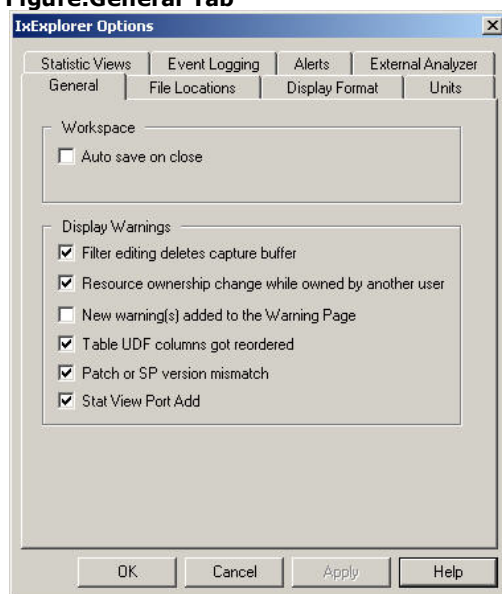 Figure:General Tab
IxExplorer Options
Statistic Views Event Logging Alerts External Analyzer
General File Locations Display Format Units
Workspace
Auto save on close
Display Warnings
Filter editing deletes capture buffer
Resource ownership change while owned by another user
New warning(s) added to the Warning Page
Table UDF columns got reordered
Patch or SP version mismatch
Stat View Port Add
OK Cancel Apply Help